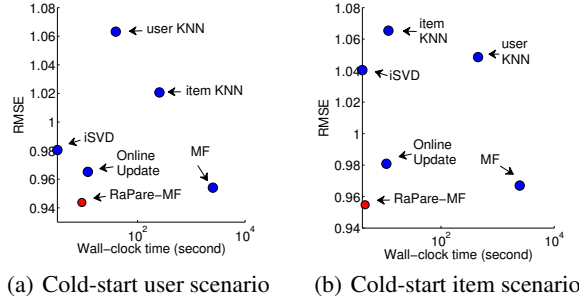 1.08
1.06
1.04
1.02
1
0.98
0.96
0.94
RMSE
user KNN
item KNN
iSVD
Online
Update
MF
RaPare-MF
10^2
10^4
Wall-clock time (second)
(a) Cold-start user scenario
1.08
1.06
1.04
1.02
1
0.98
0.96
0.94
RMSE
item
KNN
user
KNN
iSVD
Online
Update
MF
RaPare-MF
10^2
10^4
Wall-clock time (second)
(b) Cold-start item scenario